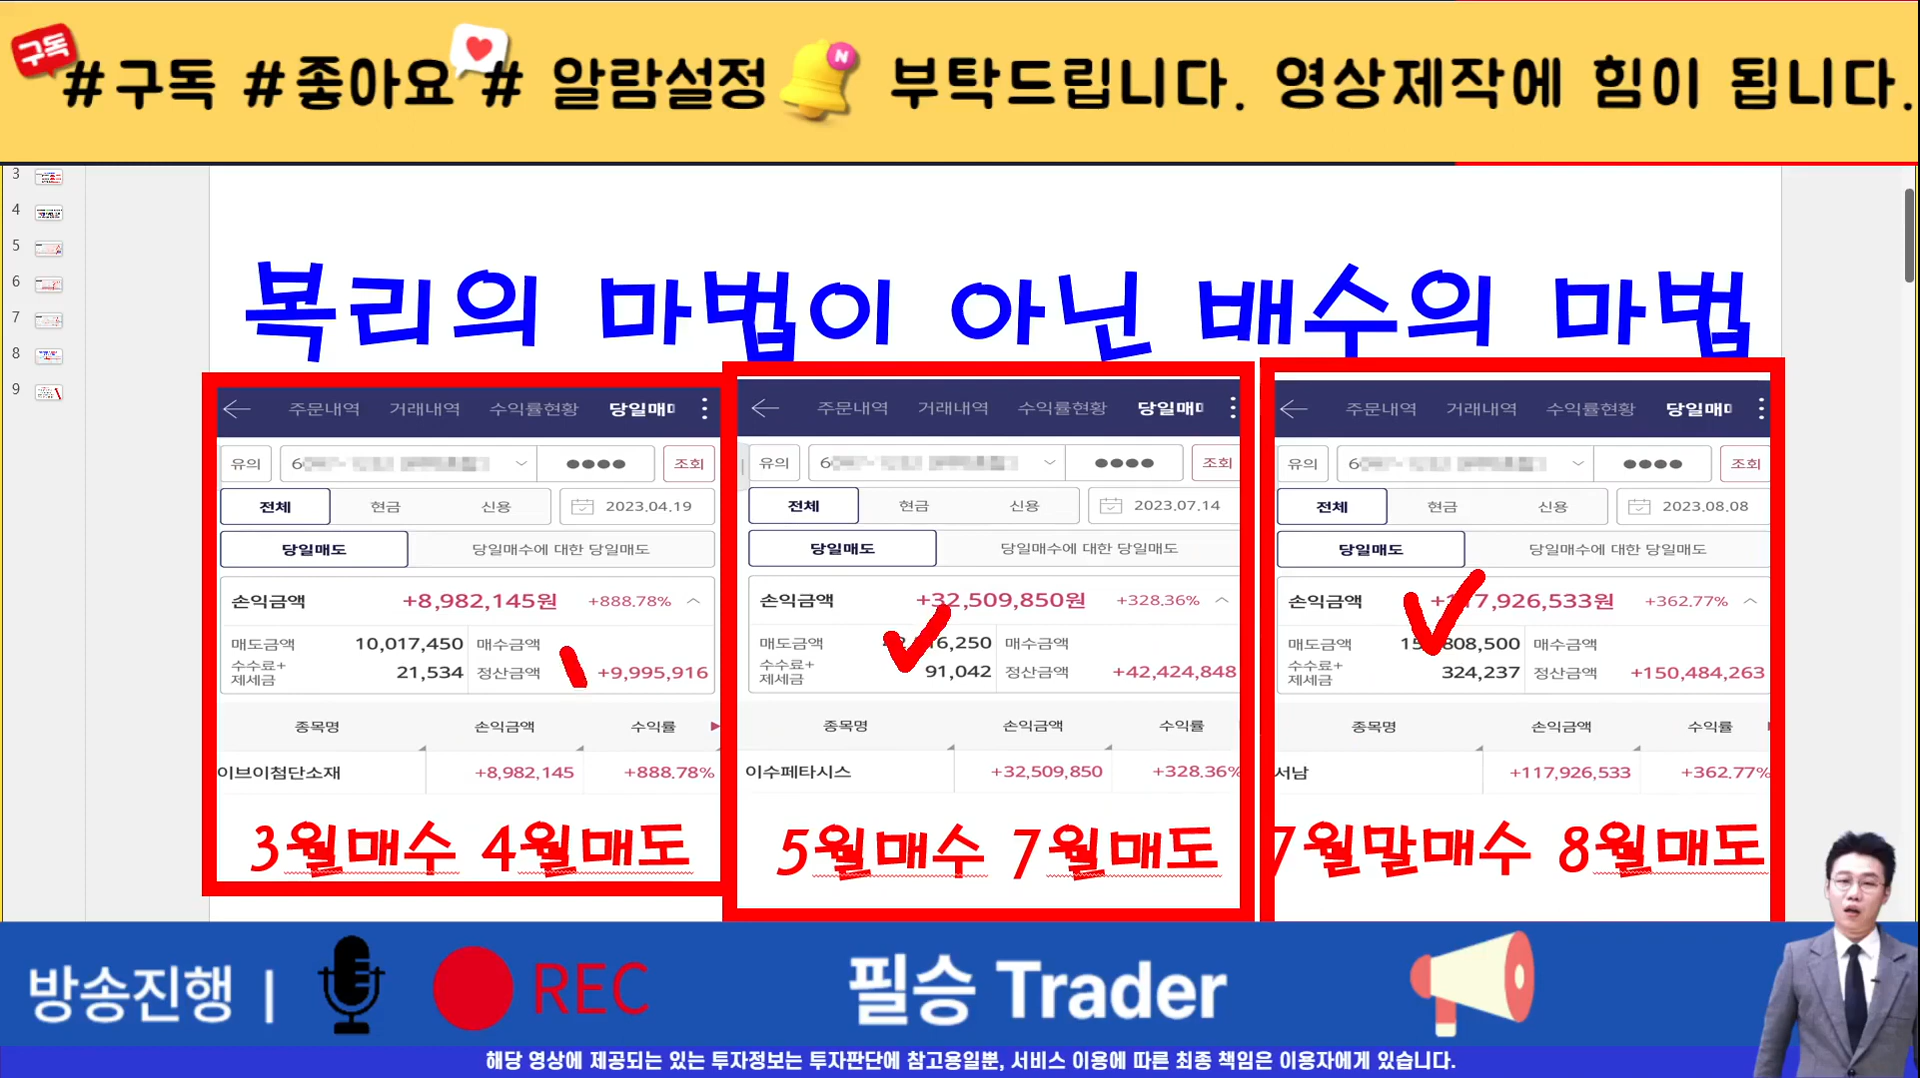 구독
#구독 #좋아요 # 알람설정 N 부탁드립니다. 영상제작에 힘이 됩니다.
3
4
5
6
7
8
9
복리의 마법이 아닌 배수의 마법
주문내역 거래내역 수익률현황 당일매
유의 조회
전체 현금 신용 2023.04.19
당일매도 당일매수에 대한 당일매도
손익금액 +8,982,145원 +888.78%
매도금액 10,017,450 매수금액
수수료+제세금 21,534 정산금액 +9,995,916
종목명 손익금액 수익률
이브이첨단소재 +8,982,145 +888.78%
3월매수 4월매도
주문내역 거래내역 수익률현황 당일매
유의 조회
전체 현금 신용 2023.07.14
당일매도 당일매수에 대한 당일매도
손익금액 +32,509,850원 +328.36%
매도금액 매수금액
수수료+제세금 91,042 정산금액 +42,424,848
종목명 손익금액 수익률
이수페타시스 +32,509,850 +328.36%
5월매수 7월매도
주문내역 거래내역 수익률현황 당일매
유의 조회
전체 현금 신용 2023.08.08
당일매도 당일매수에 대한 당일매도
손익금액 +117,926,533원 +362.77%
매도금액 매수금액
수수료+제세금 324,237 정산금액 +150,484,263
종목명 손익금액 수익률
서남 +117,926,533 +362.77%
7월말매수 8월매도
방송진행 | REC 필승 Trader
해당 영상에 제공되는 있는 투자정보는 투자판단에 참고용일뿐, 서비스 이용에 따른 최종 책임은 이용자에게 있습니다.